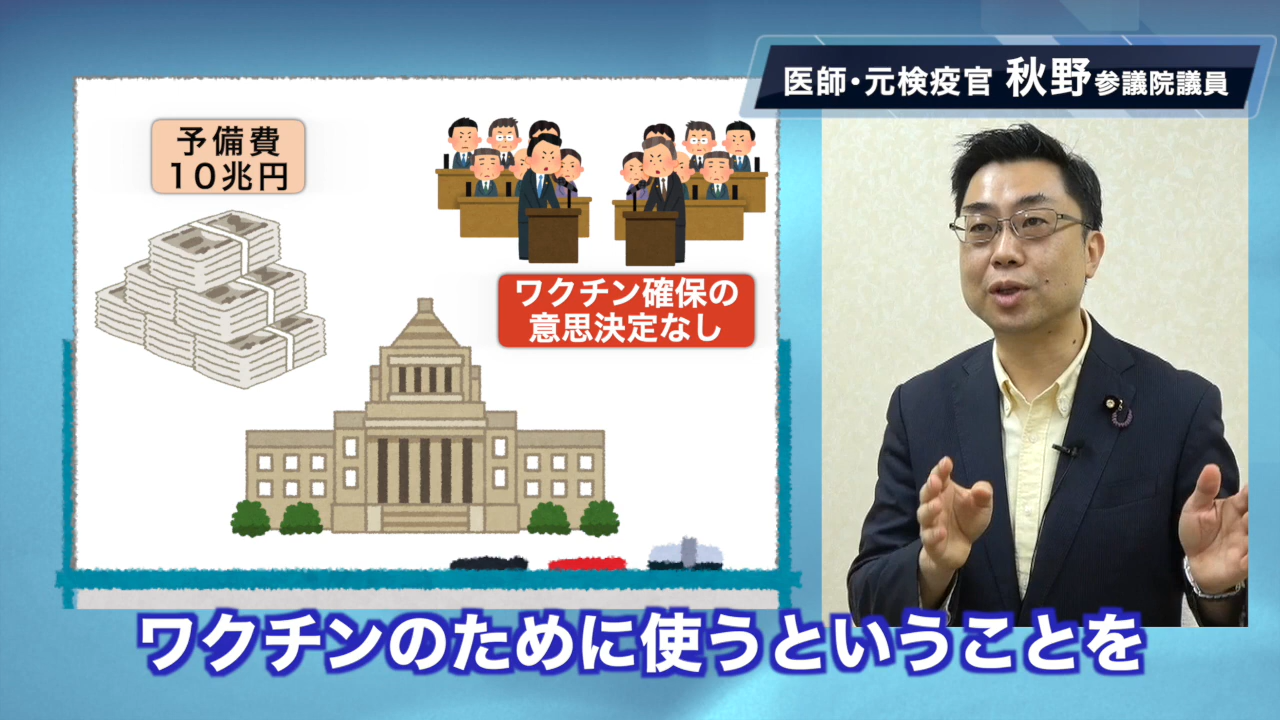 医師・元検疫官 秋野参議院議員
予備費
10兆円
ワクチン確保の
意思決定なし
ワクチンのために使うということを